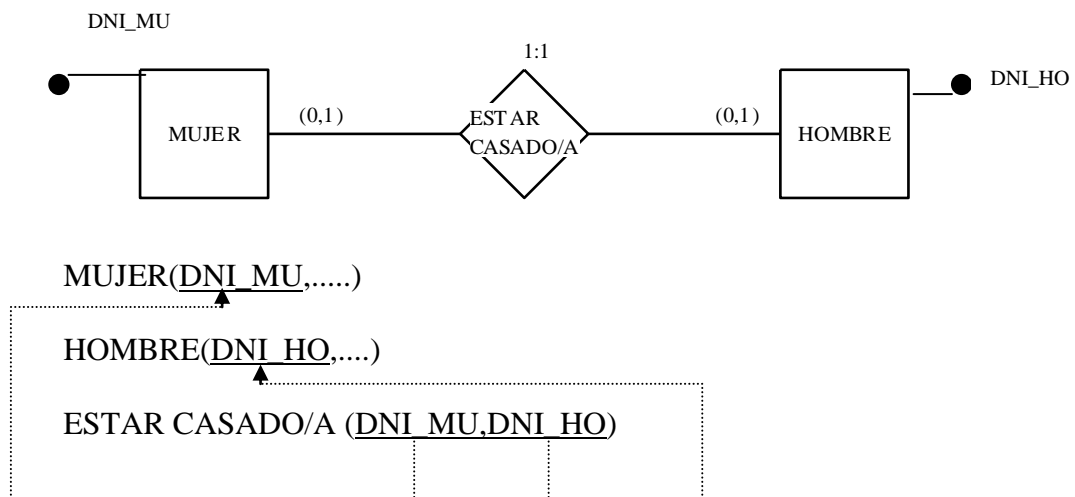 DNI_MU
1:1
DNI_HO
(0,1)
(0,1)
MUJER
ESTAR
CASADO/A
HOMBRE
MUJER(DNI_MU,.....)
HOMBRE(DNI_HO,....)
ESTAR CASADO/A (DNI_MU,DNI_HO)